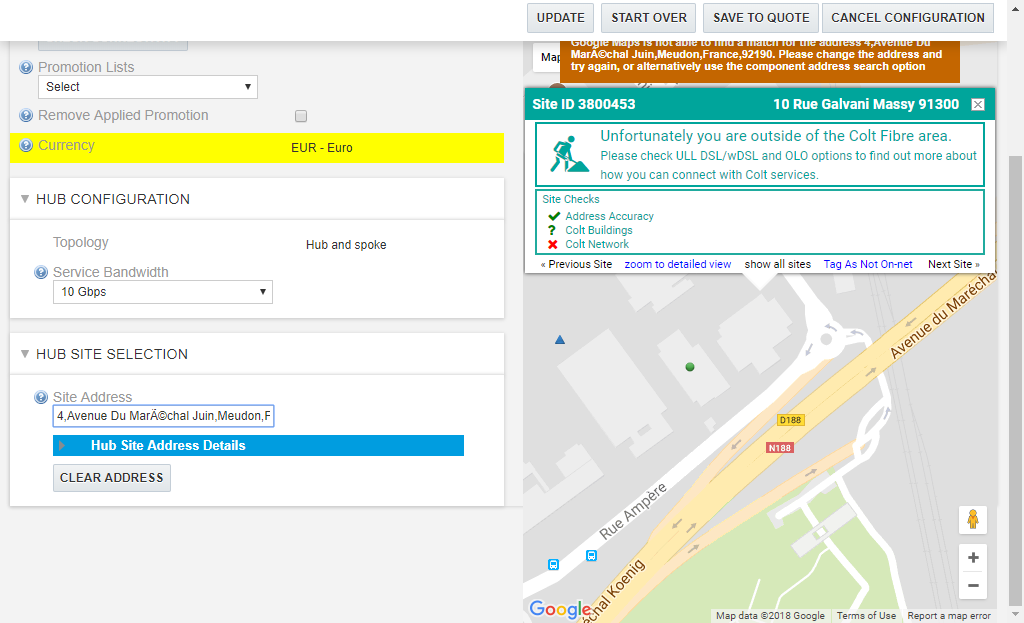 UPDATE
START OVER
SAVE TO QUOTE
CANCEL CONFIGURATION
Promotion Lists
Select
Remove Applied Promotion
Currency
EUR - Euro
HUB CONFIGURATION
Topology
Hub and spoke
Service Bandwidth
10 Gbps
HUB SITE SELECTION
Site Address
4,Avenue Du MarÃ©chal Juin,Meudon,F
Hub Site Address Details
CLEAR ADDRESS
Map
Google Maps is not able to find a match for the address 4,Avenue Du
MarÃ©chal Juin,Meudon,France,92190. Please change the address and
try again, or alternatively use the component address search option
Site ID 3800453
10 Rue Galvani Massy 91300
Unfortunately you are outside of the Colt Fibre area.
Please check ULL DSL/wDSL and OLO options to find out more about
how you can connect with Colt services.
Site Checks
Address Accuracy
? Colt Buildings
Colt Network
« Previous Site
zoom to detailed view
show all sites
Tag As Not On-net
Next Site »
Avenue du Maréchal
D188
N188
Rue Ampère
échal Koenig
Google
Map data ©2018 Google
Terms of Use
Report a map error